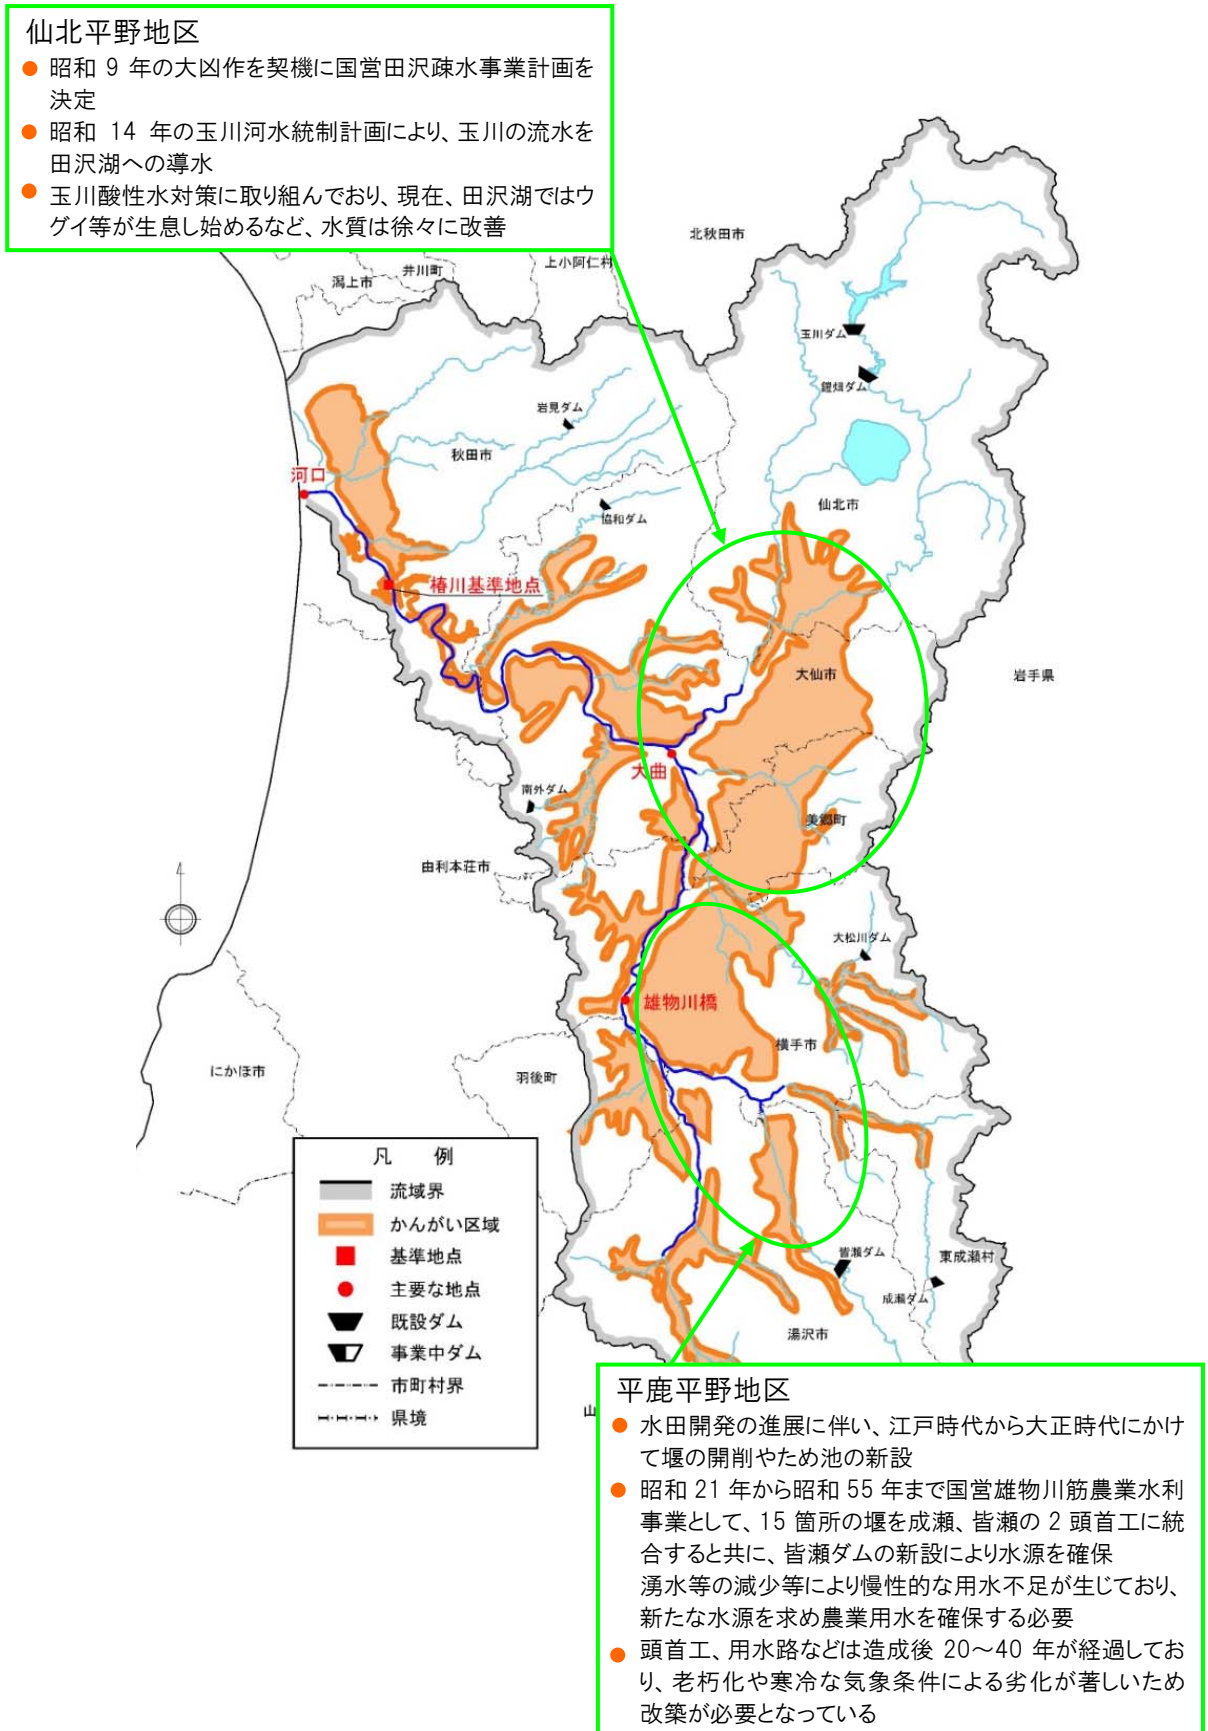 仙北平野地区
● 昭和 9 年の大凶作を契機に国営田沢疎水事業計画を
決定
● 昭和 14 年の玉川河水統制計画により、玉川の流水を
田沢湖への導水
● 玉川酸性水対策に取り組んでおり、現在、田沢湖ではウ
グイ等が生息し始めるなど、水質は徐々に改善
北秋田市
上小阿仁村
井川町
潟上市
玉川ダム
鎧畑ダム
岩見ダム
秋田市
河口
仙北市
協和ダム
椿川基準地点
大仙市
岩手県
大曲
南外ダム
美郷町
由利本荘市
大松川ダム
雄物川橋
横手市
にかほ市
羽後町
凡 例
流域界
かんがい区域
基準地点
主要な地点
既設ダム
事業中ダム
市町村界
県境
皆瀬ダム
東成瀬村
成瀬ダム
湯沢市
山
平鹿平野地区
● 水田開発の進展に伴い、江戸時代から大正時代にかけ
て堰の開削やため池の新設
● 昭和 21 年から昭和 55 年まで国営雄物川筋農業水利
事業として、15 箇所の堰を成瀬、皆瀬の 2 頭首工に統
合すると共に、皆瀬ダムの新設により水源を確保
湧水等の減少等により慢性的な用水不足が生じており、
新たな水源を求め農業用水を確保する必要
● 頭首工、用水路などは造成後 20～40 年が経過してお
り、老朽化や寒冷な気象条件による劣化が著しいため
改築が必要となっている